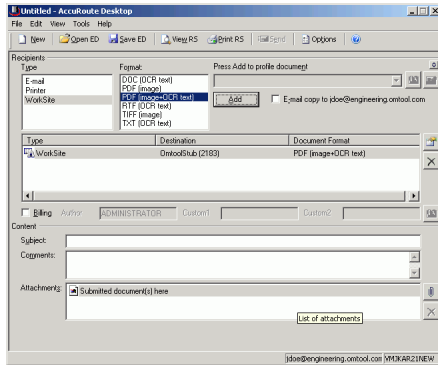 Untitled - AccuRoute Desktop
File Edit View Tools Help
New Open ED Save ED View RS Print RS Send Options
Recipients
Type Format Press Add to profile document
E-mail
Printer
WorkSite
DOC (OCR text)
PDF (image)
PDF (image+OCR text)
RTF (OCR text)
TIFF (image)
TXT (OCR text)
Add E-mail copy to jdoe@engineering.omtool.com
Type Destination Document Format
WorkSite OmtoolStub (2183) PDF (image+OCR text)
Billing Author ADMINISTRATOR Custom1 Custom2
Content
Subject:
Comments:
Attachments: Submitted document(s) here
List of attachments
jdoe@engineering.omtool.con VMJKAR21NEW